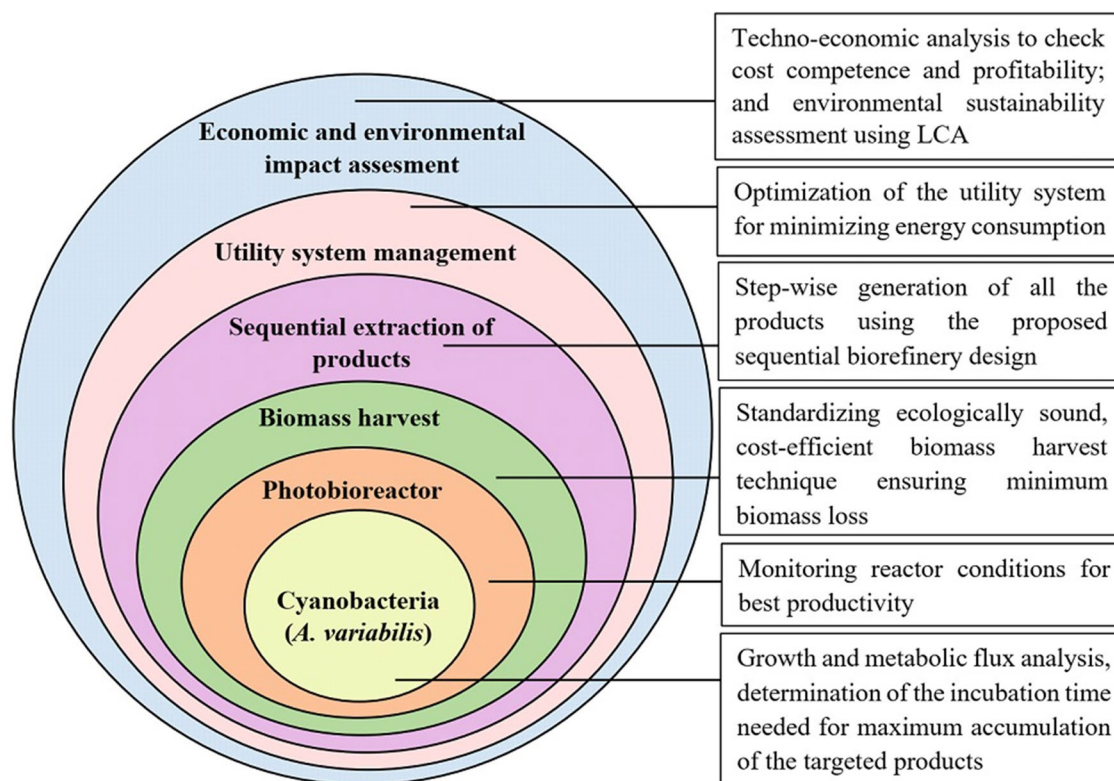 Economic and environmental
impact assesment
Utility system management
Sequential extraction of
products
Biomass harvest
Photobioreactor
Cyanobacteria
(A. variabilis)
Techno-economic analysis to check
cost competence and profitability;
and environmental sustainability
assessment using LCA
Optimization of the utility system
for minimizing energy consumption
Step-wise generation of all the
products using the proposed
sequential biorefinery design
Standardizing ecologically sound,
cost-efficient biomass harvest
technique ensuring minimum
biomass loss
Monitoring reactor conditions for
best productivity
Growth and metabolic flux analysis,
determination of the incubation time
needed for maximum accumulation
of the targeted products